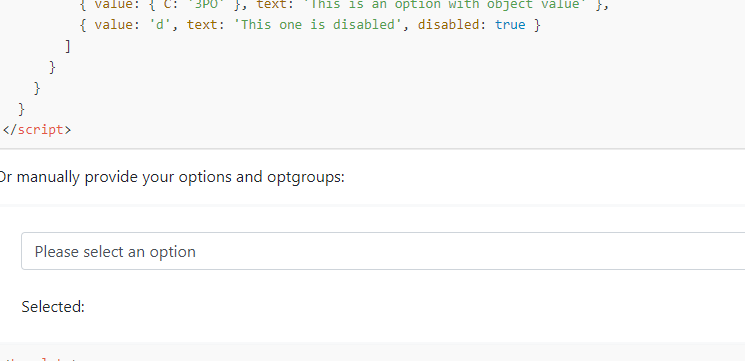 { value: { C: '3PO' }, text: 'This is an option with object value' },
{ value: 'd', text: 'This one is disabled', disabled: true }
]
}
}
}
</script>
Or manually provide your options and optgroups:
Please select an option
Selected: